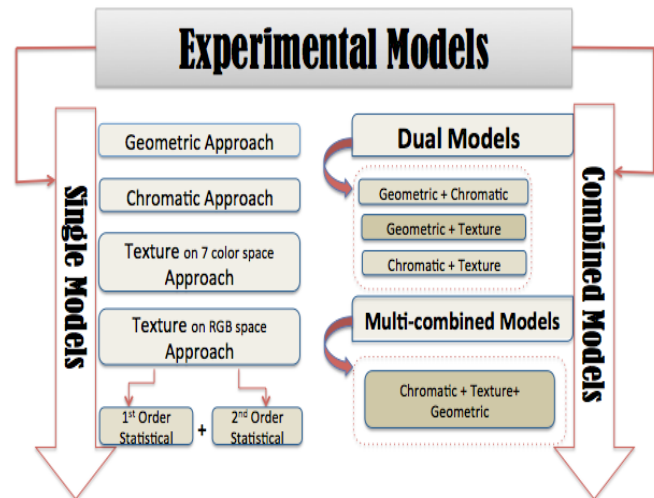 Experimental Models
Single Models
Geometric Approach
Chromatic Approach
Texture on 7 color space
Approach
Texture on RGB space
Approach
1st Order
Statistical
+
2nd Order
Statistical
Combined Models
Dual Models
Geometric + Chromatic
Geometric + Texture
Chromatic + Texture
Multi-combined Models
Chromatic + Texture+
Geometric